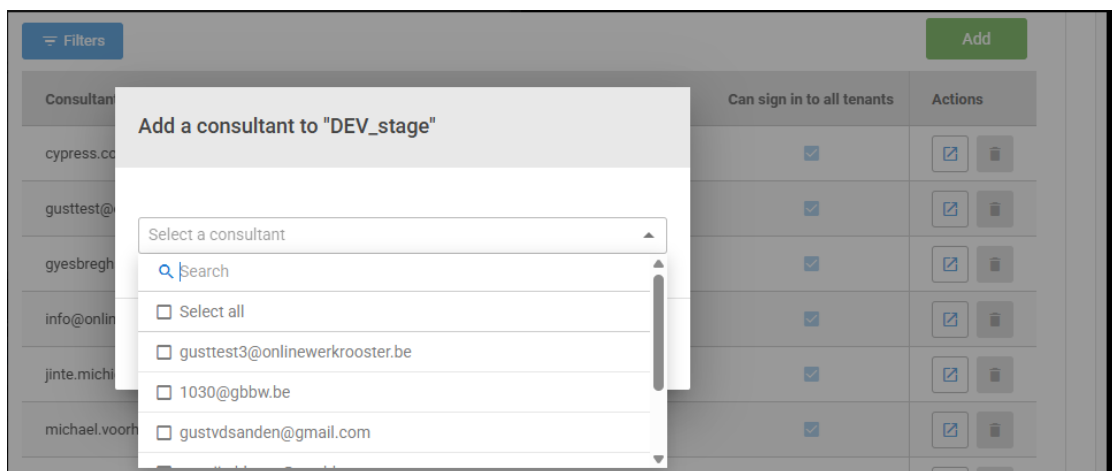 Filters
Add
Consultan
Can sign in to all tenants
Actions
Add a consultant to "DEV_stage"
cypress.co
gusttest@
Select a consultant
gyesbregh
Search
info@onlin
Select all
gusttest3@onlinewerkrooster.be
jinte.michi
1030@gbbw.be
michael.voorh
gustvdsanden@gmail.com